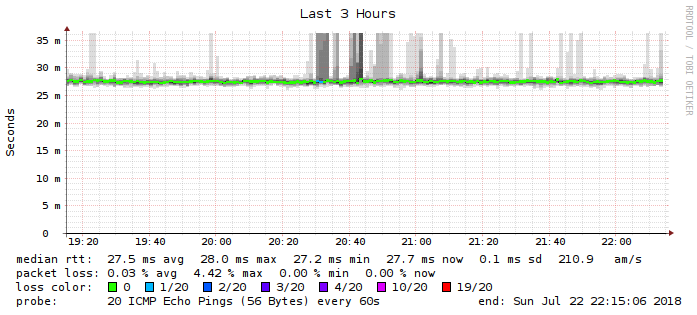 Last 3 Hours
RRDTOOL / TOBI OETIKER
Seconds
35 m
30 m
25 m
20 m
15 m
10 m
5 m
0
19:20 19:40 20:00 20:20 20:40 21:00 21:20 21:40 22:00
median rtt: 27.5 ms avg 28.0 ms max 27.2 ms min 27.7 ms now 0.1 ms sd 210.9 am/s
packet loss: 0.03 % avg 4.42 % max 0.00 % min 0.00 % now
loss color: 0 1/20 2/20 3/20 4/20 10/20 19/20
probe: 20 ICMP Echo Pings (56 Bytes) every 60s end: Sun Jul 22 22:15:06 2018